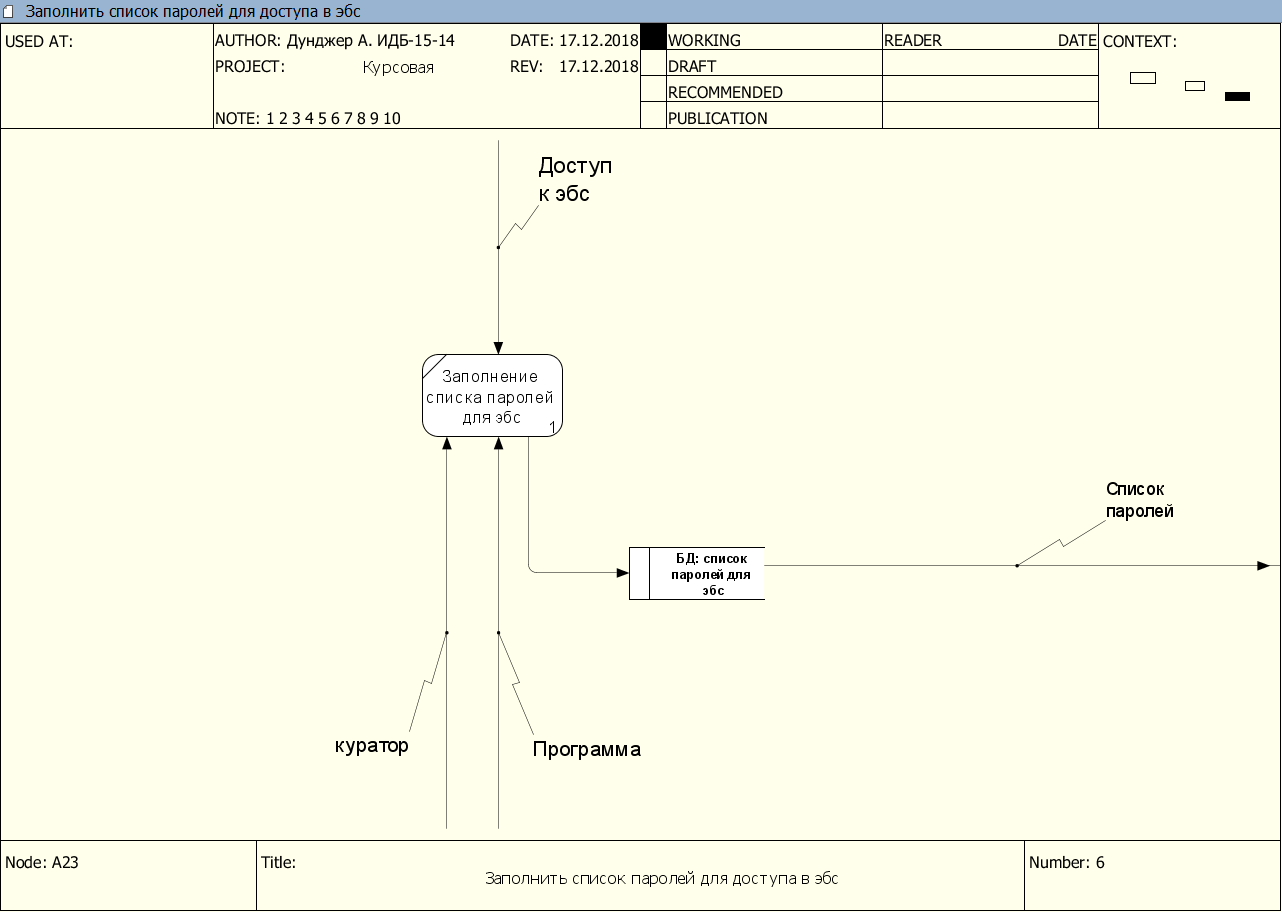 Заполнить список паролей для доступа в эбс
USED AT:
AUTHOR: Дунджер А. ИДБ-15-14
DATE: 17.12.2018
PROJECT: Курсовая
REV: 17.12.2018
NOTE: 1 2 3 4 5 6 7 8 9 10
WORKING
DRAFT
RECOMMENDED
PUBLICATION
READER DATE
CONTEXT:
Доступ
к эбс
Заполнение
списка паролей
для эбс
1
Список
паролей
БД: список
паролей для
эбс
куратор
Программа
Node: A23
Title:
Заполнить список паролей для доступа в эбс
Number: 6